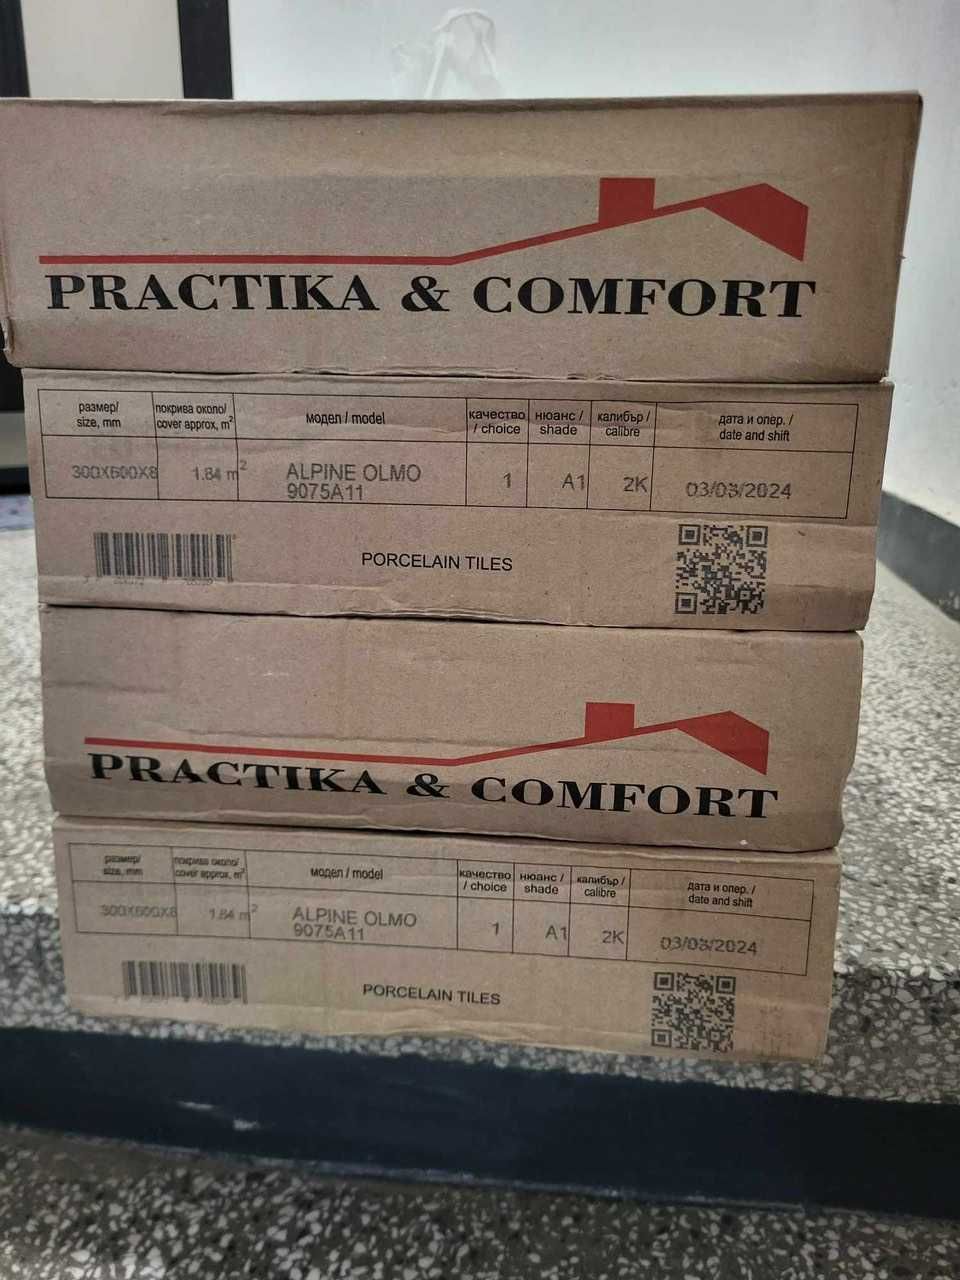 PRACTIKA & COMFORT
размер/ покрива около/ модел / model качество нюанс / калибър / дата и опер. /
size, mm cover approx, m² / choice shade calibre date and shift
300X600X8 1.84 m² ALPINE OLMO 1 A1 2K 03/03/2024
9075A11
PORCELAIN TILES
PRACTIKA & COMFORT
размер/ покрива около/ модел / model качество нюанс / калибър / дата и опер. /
size, mm cover approx, m² / choice shade calibre date and shift
300X600X8 1.84 m² ALPINE OLMO 1 A1 2K 03/03/2024
9075A11
PORCELAIN TILES